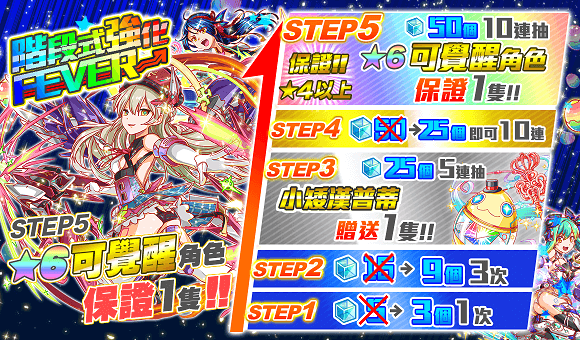 階段式強化
FEVER
STEP5
★6可覺醒角色
保證1隻!!
STEP5 50個10連抽
保證!!
★4以上
★6可覺醒角色
保證1隻!!
STEP4 50→25個即可10連
STEP3 25個5連抽
小矮漢普蒂
贈送1隻!!
STEP2 15→9個3次
STEP1 5→3個1次